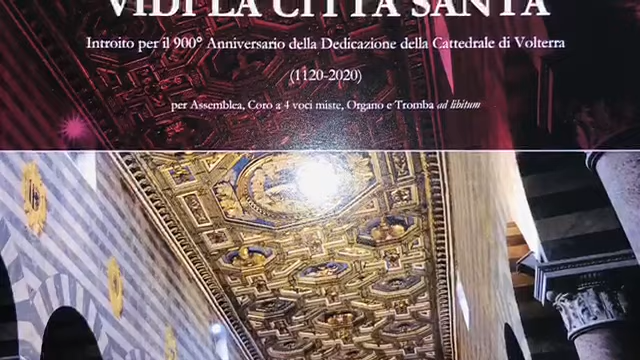 VIDI LA CITTÀ SANTA
Introito per il 900° Anniversario della Dedicazione della Cattedrale di Volterra
(1120-2020)
per Assemblea, Coro a 4 voci miste, Organo e Tromba ad libitum